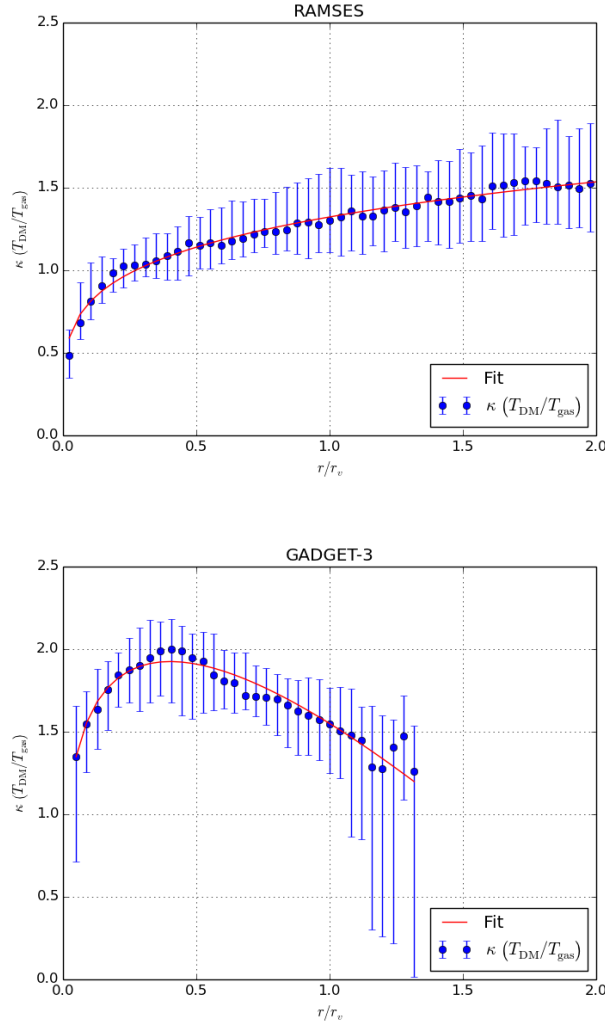 RAMSES
2.5
2.0
1.5
1.0
0.5
0.0
κ (T_DM/T_gas)
Fit
κ (T_DM/T_gas)
0.0 0.5 1.0 1.5 2.0
r/r_v
GADGET-3
2.5
2.0
1.5
1.0
0.5
0.0
κ (T_DM/T_gas)
Fit
κ (T_DM/T_gas)
0.0 0.5 1.0 1.5 2.0
r/r_v